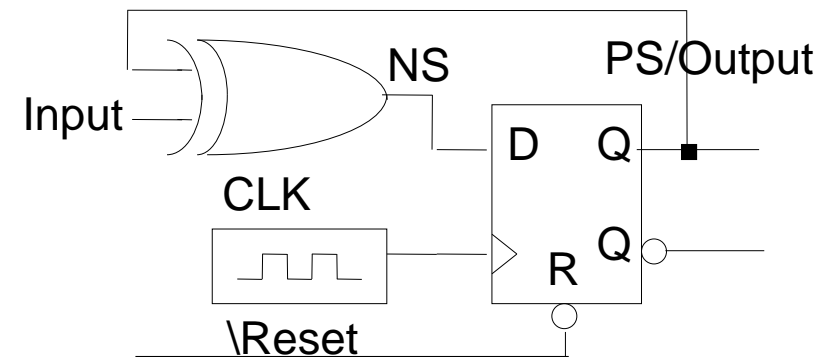 NS
PS/Output
Input
D
Q
CLK
Q
R
\Reset